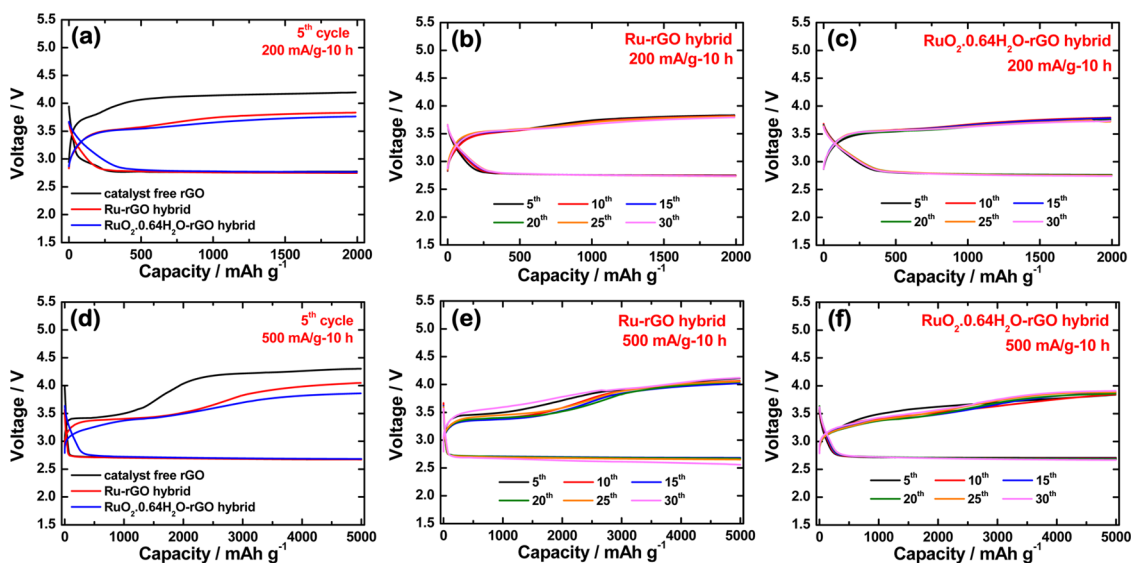 (a)
5th cycle
200 mA/g-10 h
Voltage / V
5.5
5.0
4.5
4.0
3.5
3.0
2.5
2.0
1.5
catalyst free rGO
Ru-rGO hybrid
RuO2.0.64H2O-rGO hybrid
0 500 1000 1500 2000
Capacity / mAh g-1
(b)
Ru-rGO hybrid
200 mA/g-10 h
Voltage / V
5.5
5.0
4.5
4.0
3.5
3.0
2.5
2.0
1.5
5th 10th 15th
20th 25th 30th
0 500 1000 1500 2000
Capacity / mAh g-1
(c)
RuO2.0.64H2O-rGO hybrid
200 mA/g-10 h
Voltage / V
5.5
5.0
4.5
4.0
3.5
3.0
2.5
2.0
1.5
5th 10th 15th
20th 25th 30th
0 500 1000 1500 2000
Capacity / mAh g-1
(d)
5th cycle
500 mA/g-10 h
Voltage / V
5.5
5.0
4.5
4.0
3.5
3.0
2.5
2.0
1.5
catalyst free rGO
Ru-rGO hybrid
RuO2.0.64H2O-rGO hybrid
0 1000 2000 3000 4000 5000
Capacity / mAh g-1
(e)
Ru-rGO hybrid
500 mA/g-10 h
Voltage / V
5.5
5.0
4.5
4.0
3.5
3.0
2.5
2.0
1.5
5th 10th 15th
20th 25th 30th
0 1000 2000 3000 4000 5000
Capacity / mAh g-1
(f)
RuO2.0.64H2O-rGO hybrid
500 mA/g-10 h
Voltage / V
5.5
5.0
4.5
4.0
3.5
3.0
2.5
2.0
1.5
5th 10th 15th
20th 25th 30th
0 1000 2000 3000 4000 5000
Capacity / mAh g-1